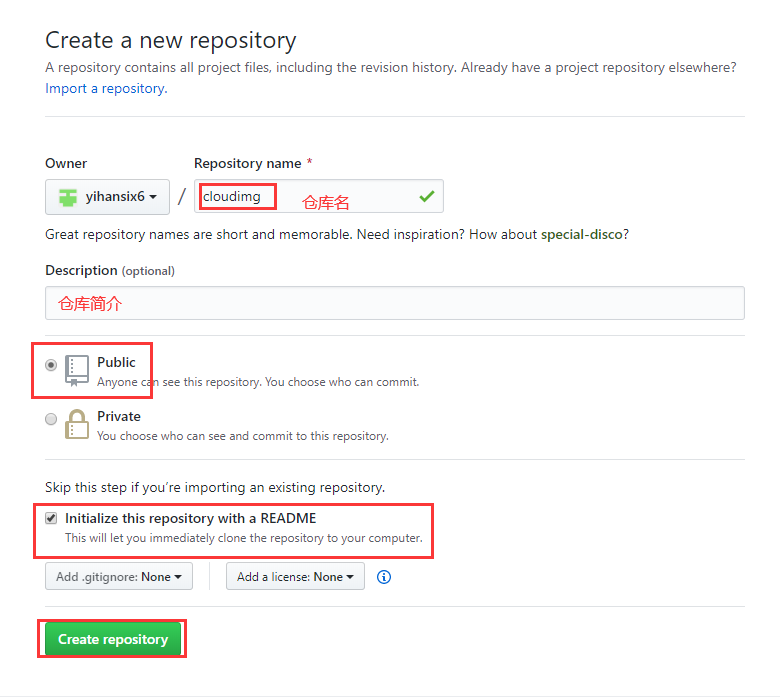 Create a new repository
A repository contains all project files, including the revision history. Already have a project repository elsewhere?
Import a repository.
Owner
Repository name *
yihansix6 / cloudimg 仓库名
Great repository names are short and memorable. Need inspiration? How about special-disco?
Description (optional)
仓库简介
Public
Anyone can see this repository. You choose who can commit.
Private
You choose who can see and commit to this repository.
Skip this step if you’re importing an existing repository.
Initialize this repository with a README
This will let you immediately clone the repository to your computer.
Add .gitignore: None
Add a license: None
Create repository